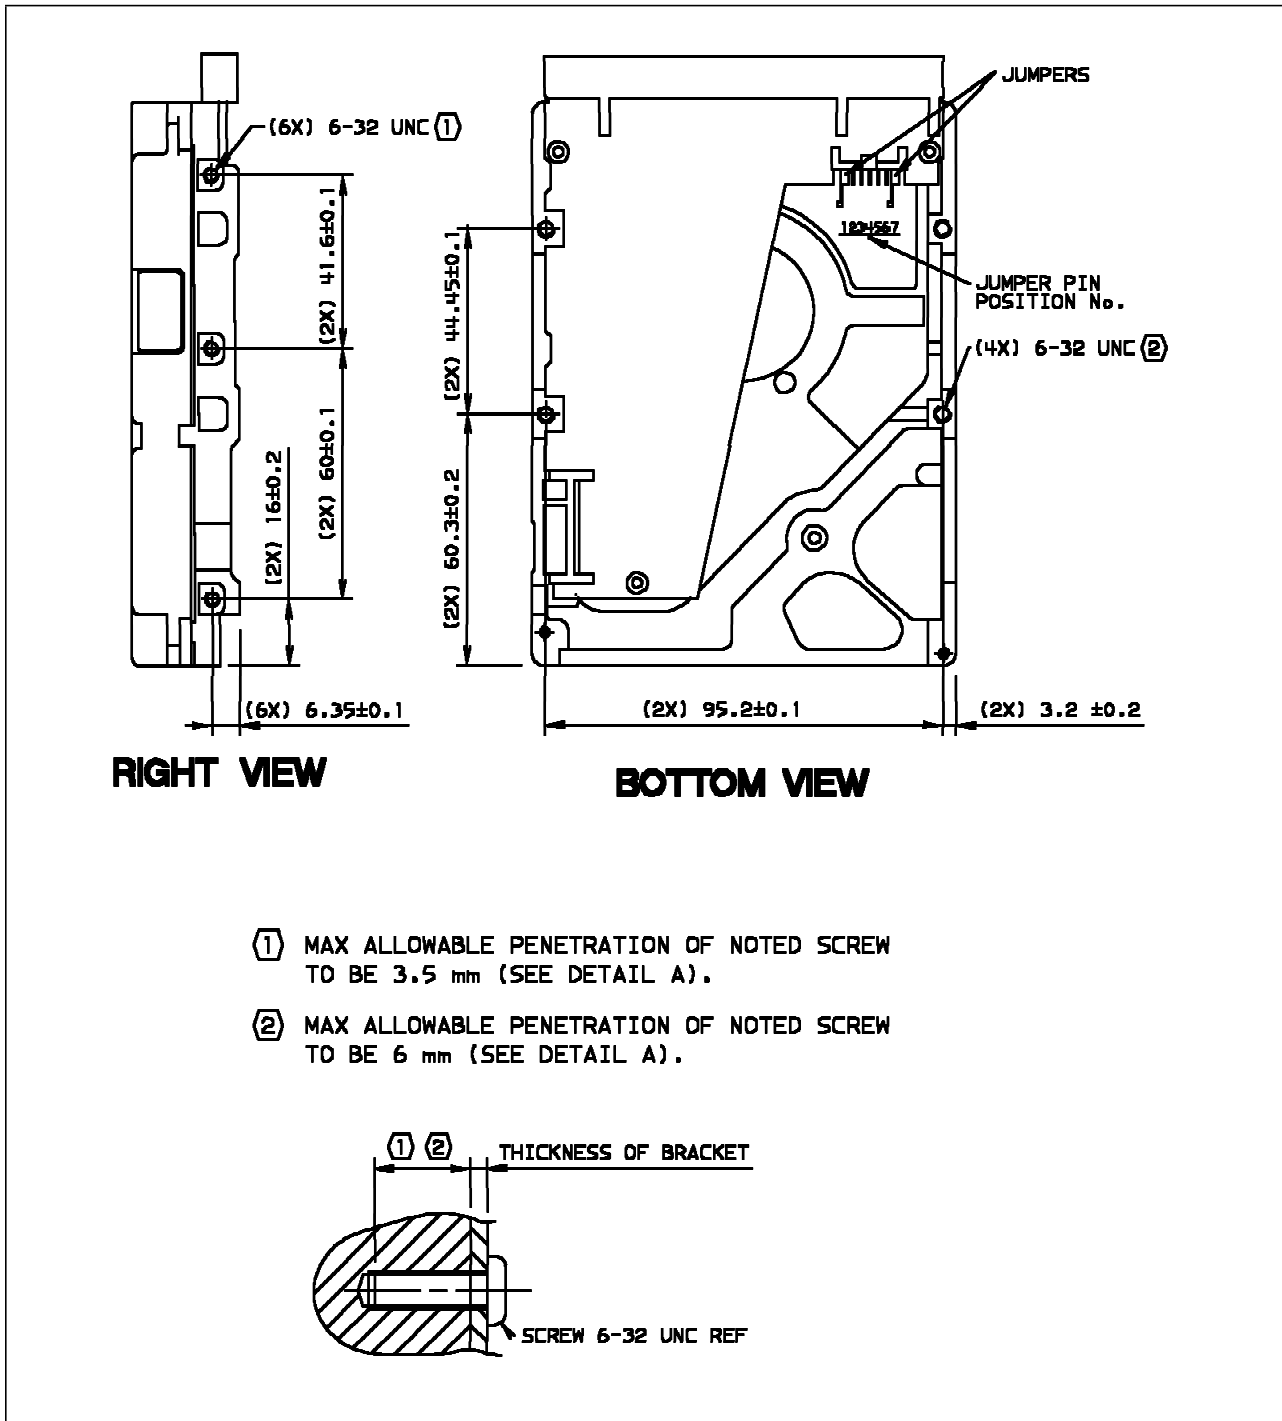 JUMPERS
(6X) 6-32 UNC 1
(2X) 41.6±0.1
(2X) 60±0.1
(2X) 16±0.2
(6X) 6.35±0.1
RIGHT VIEW
(2X) 44.45±0.1
(2X) 60.3±0.2
1234567
JUMPER PIN
POSITION No.
(4X) 6-32 UNC 2
(2X) 95.2±0.1
(2X) 3.2 ±0.2
BOTTOM VIEW
1 MAX ALLOWABLE PENETRATION OF NOTED SCREW
TO BE 3.5 mm (SEE DETAIL A).
2 MAX ALLOWABLE PENETRATION OF NOTED SCREW
TO BE 6 mm (SEE DETAIL A).
1 2 THICKNESS OF BRACKET
SCREW 6-32 UNC REF